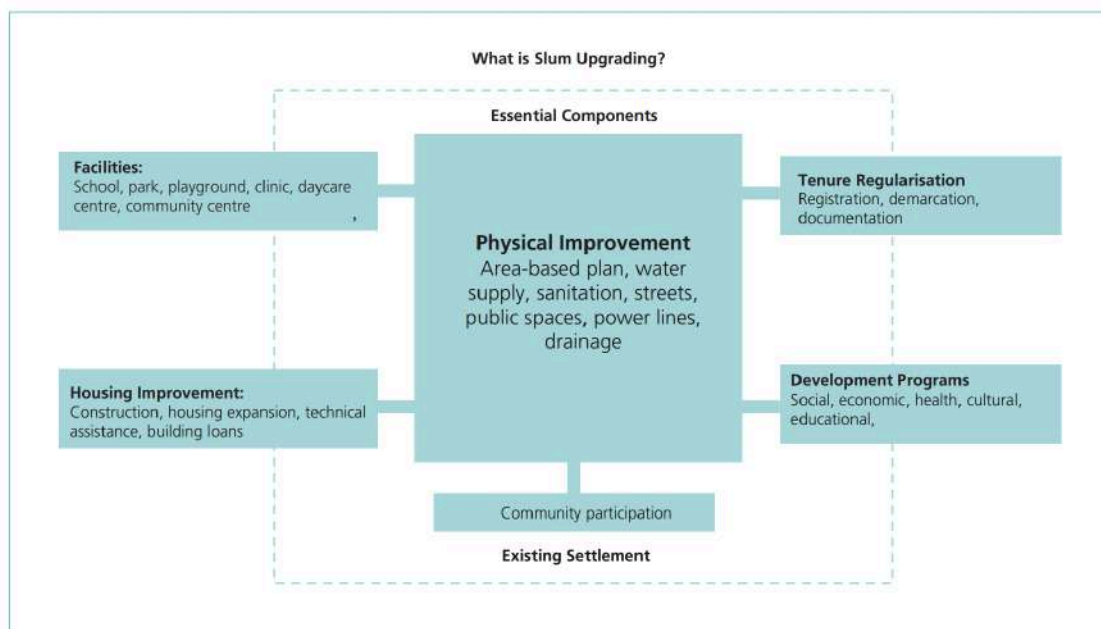 What is Slum Upgrading?
Essential Components
Facilities:
School, park, playground, clinic, daycare
centre, community centre
,
Tenure Regularisation
Registration, demarcation,
documentation
Physical Improvement
Area-based plan, water
supply, sanitation, streets,
public spaces, power lines,
drainage
Housing Improvement:
Construction, housing expansion, technical
assistance, building loans
Development Programs
Social, economic, health, cultural,
educational,
Community participation
Existing Settlement